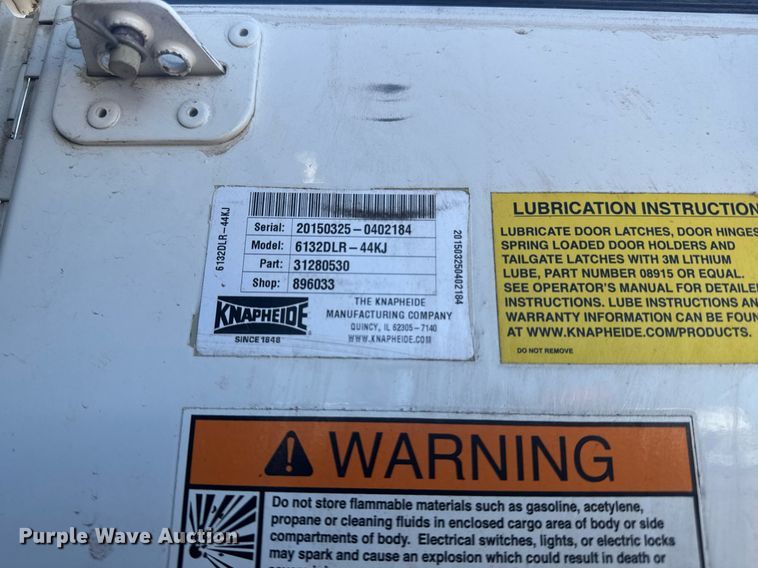 6132DLR-44KJ
Serial: 20150325-0402184
Model: 6132DLR-44KJ
Part: 31280530
Shop: 896033
201503250402184
KNAPHEIDE
SINCE 1848
THE KNAPHEIDE
MANUFACTURING COMPANY
QUINCY, IL 62305-7140
WWW.KNAPHEIDE.COM
LUBRICATION INSTRUCTION
LUBRICATE DOOR LATCHES, DOOR HINGES
SPRING LOADED DOOR HOLDERS AND
TAILGATE LATCHES WITH 3M LITHIUM
LUBE, PART NUMBER 08915 OR EQUAL.
SEE OPERATOR'S MANUAL FOR DETAILE
INSTRUCTIONS. LUBE INSTRUCTIONS AN
WARRANTY INFORMATION CAN BE FOUN
AT WWW.KNAPHEIDE.COM/PRODUCTS.
DO NOT REMOVE
WARNING
Do not store flammable materials such as gasoline, acetylene,
propane or cleaning fluids in enclosed cargo area of body or side
compartments of body. Electrical switches, lights, or electric locks
may spark and cause an explosion which could result in death or
Purple Wave Auction